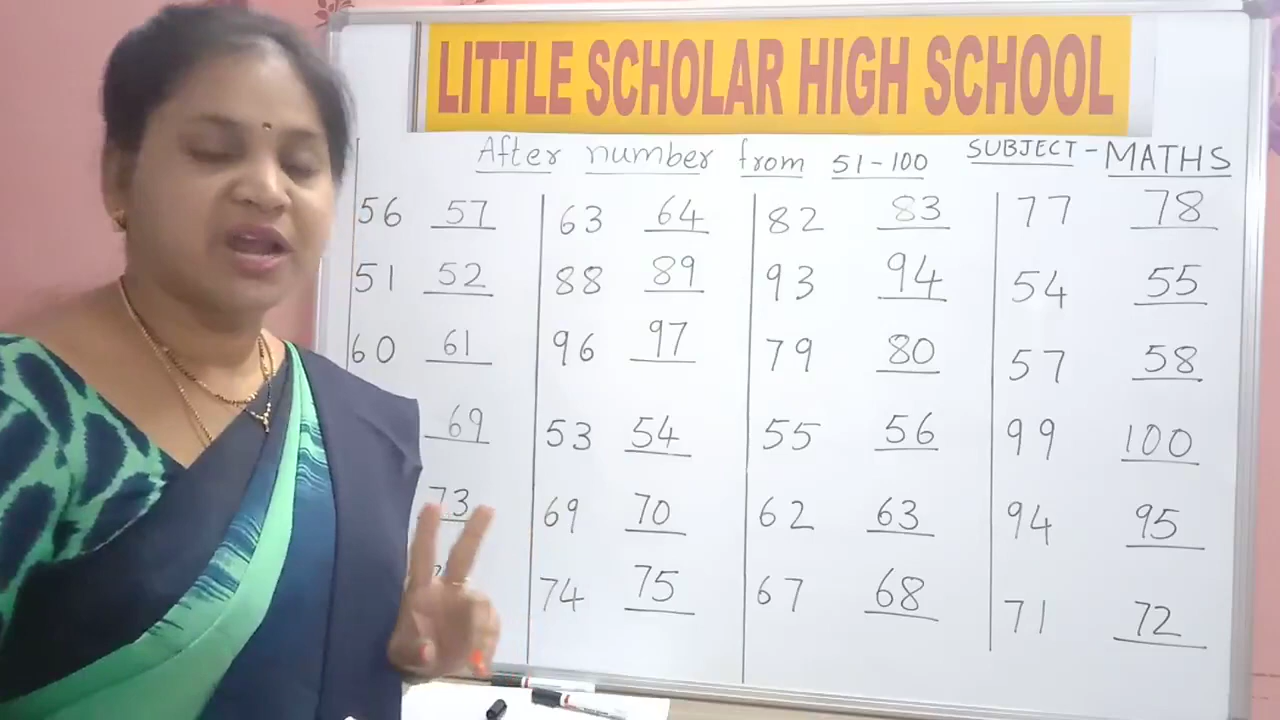 LITTLE SCHOLAR HIGH SCHOOL
After number from 51-100 SUBJECT - MATHS
56 57 63 64 82 83 77 78
51 52 88 89 93 94 54 55
60 61 96 97 79 80 57 58
69 53 54 55 56 99 100
73 69 70 62 63 94 95
74 75 67 68 71 72